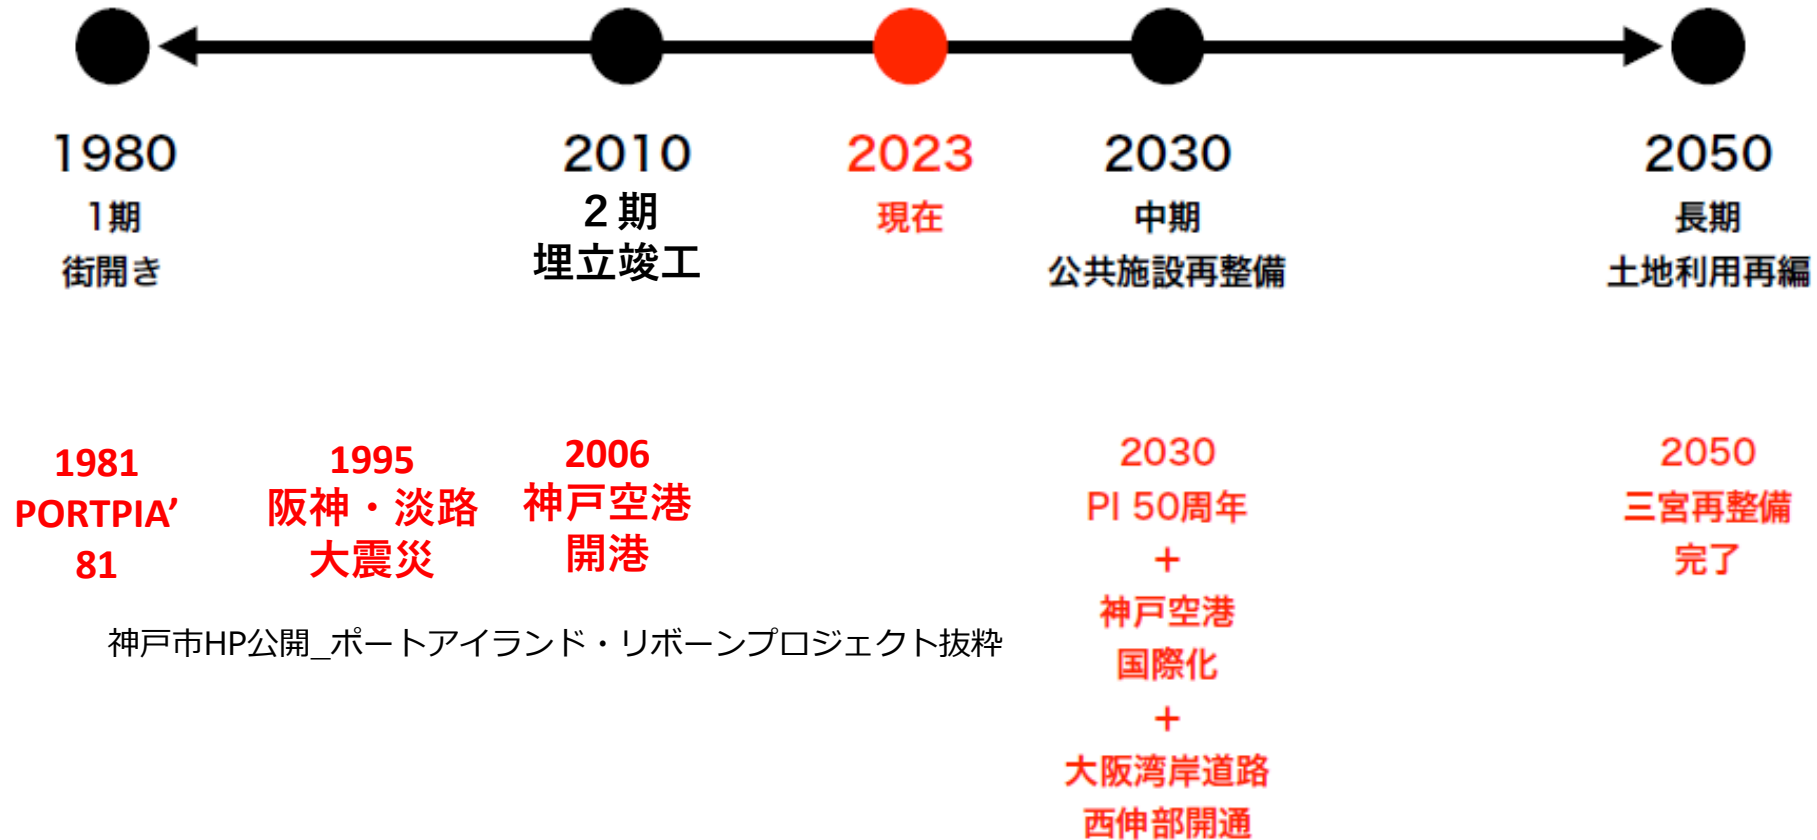 1980
1期
街開き
2010
２期
埋立竣工
2023
現在
2030
中期
公共施設再整備
2050
長期
土地利用再編
1981
PORTPIA’
81
1995
阪神・淡路
大震災
2006
神戸空港
開港
2030
PI 50周年
+
神戸空港
国際化
+
大阪湾岸道路
西伸部開通
2050
三宮再整備
完了
神戸市HP公開_ポートアイランド・リボーンプロジェクト抜粋